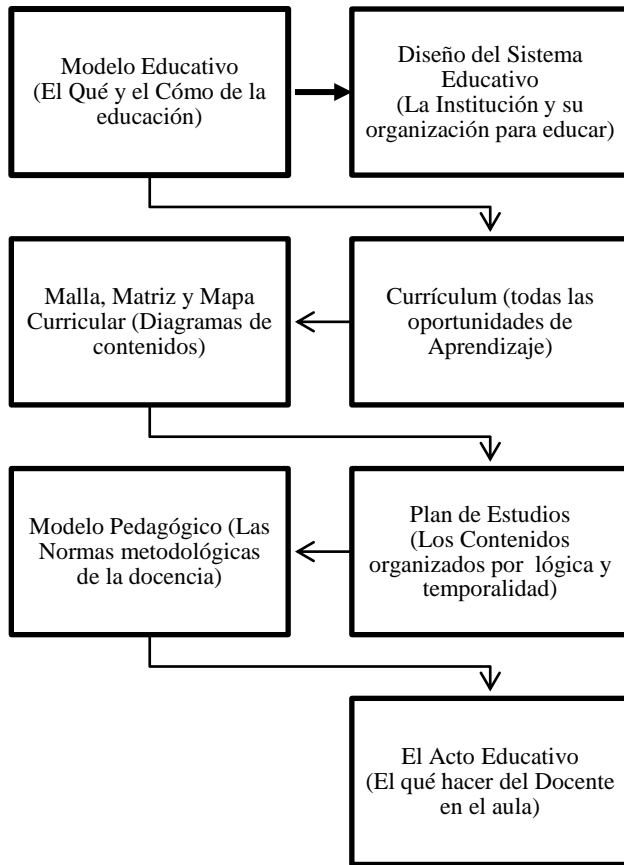 Modelo Educativo
(El Qué y el Cómo de la
educación)
Diseño del Sistema
Educativo
(La Institución y su
organización para educar)
Malla, Matriz y Mapa
Curricular (Diagramas de
contenidos)
Currículum (todas las
oportunidades de
Aprendizaje)
Modelo Pedagógico (Las
Normas metodológicas
de la docencia)
Plan de Estudios
(Los Contenidos
organizados por lógica y
temporalidad)
El Acto Educativo
(El qué hacer del Docente
en el aula)